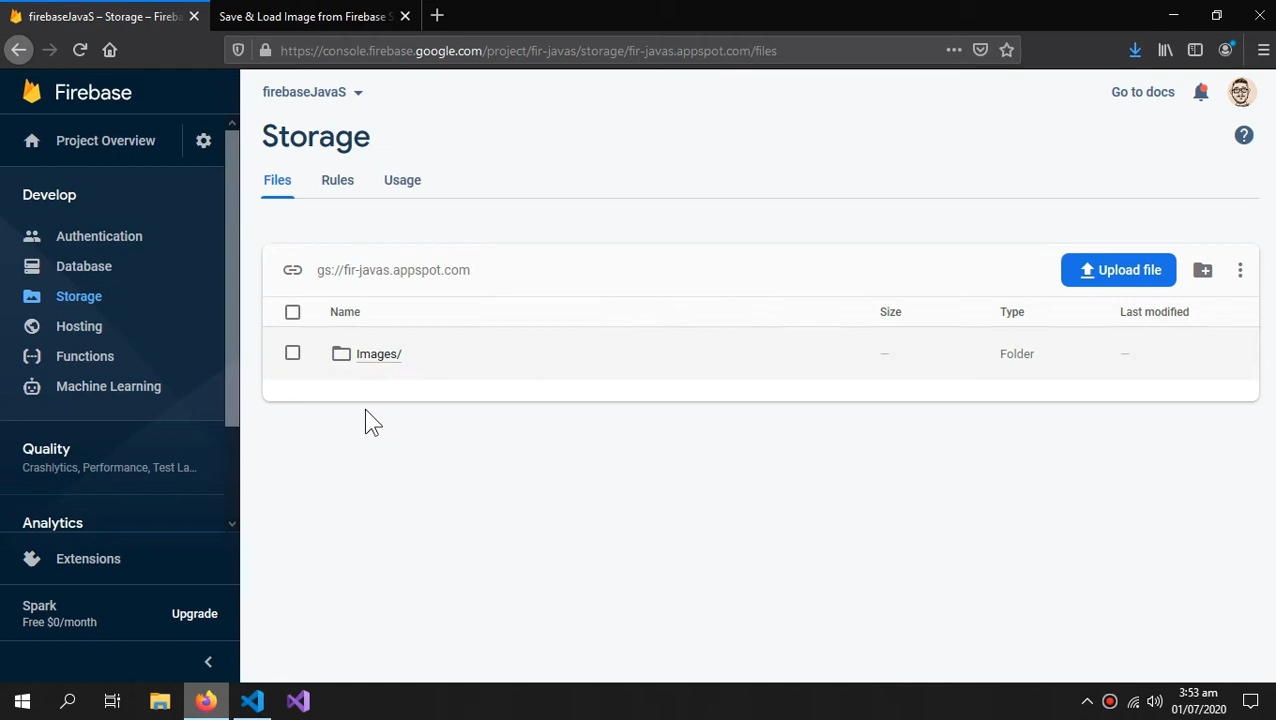 firebaseJavaS – Storage – Fireba
Save & Load Image from Firebase S
https://console.firebase.google.com/project/fir-javas/storage/fir-javas.appspot.com/files
Firebase
Project Overview
Develop
Authentication
Database
Storage
Hosting
Functions
Machine Learning
Quality
Crashlytics, Performance, Test La...
Analytics
Extensions
Spark
Free $0/month
Upgrade
firebaseJavaS
Go to docs
Storage
Files Rules Usage
gs://fir-javas.appspot.com
Upload file
Name Size Type Last modified
Images/ — Folder —
3:53 am
01/07/2020